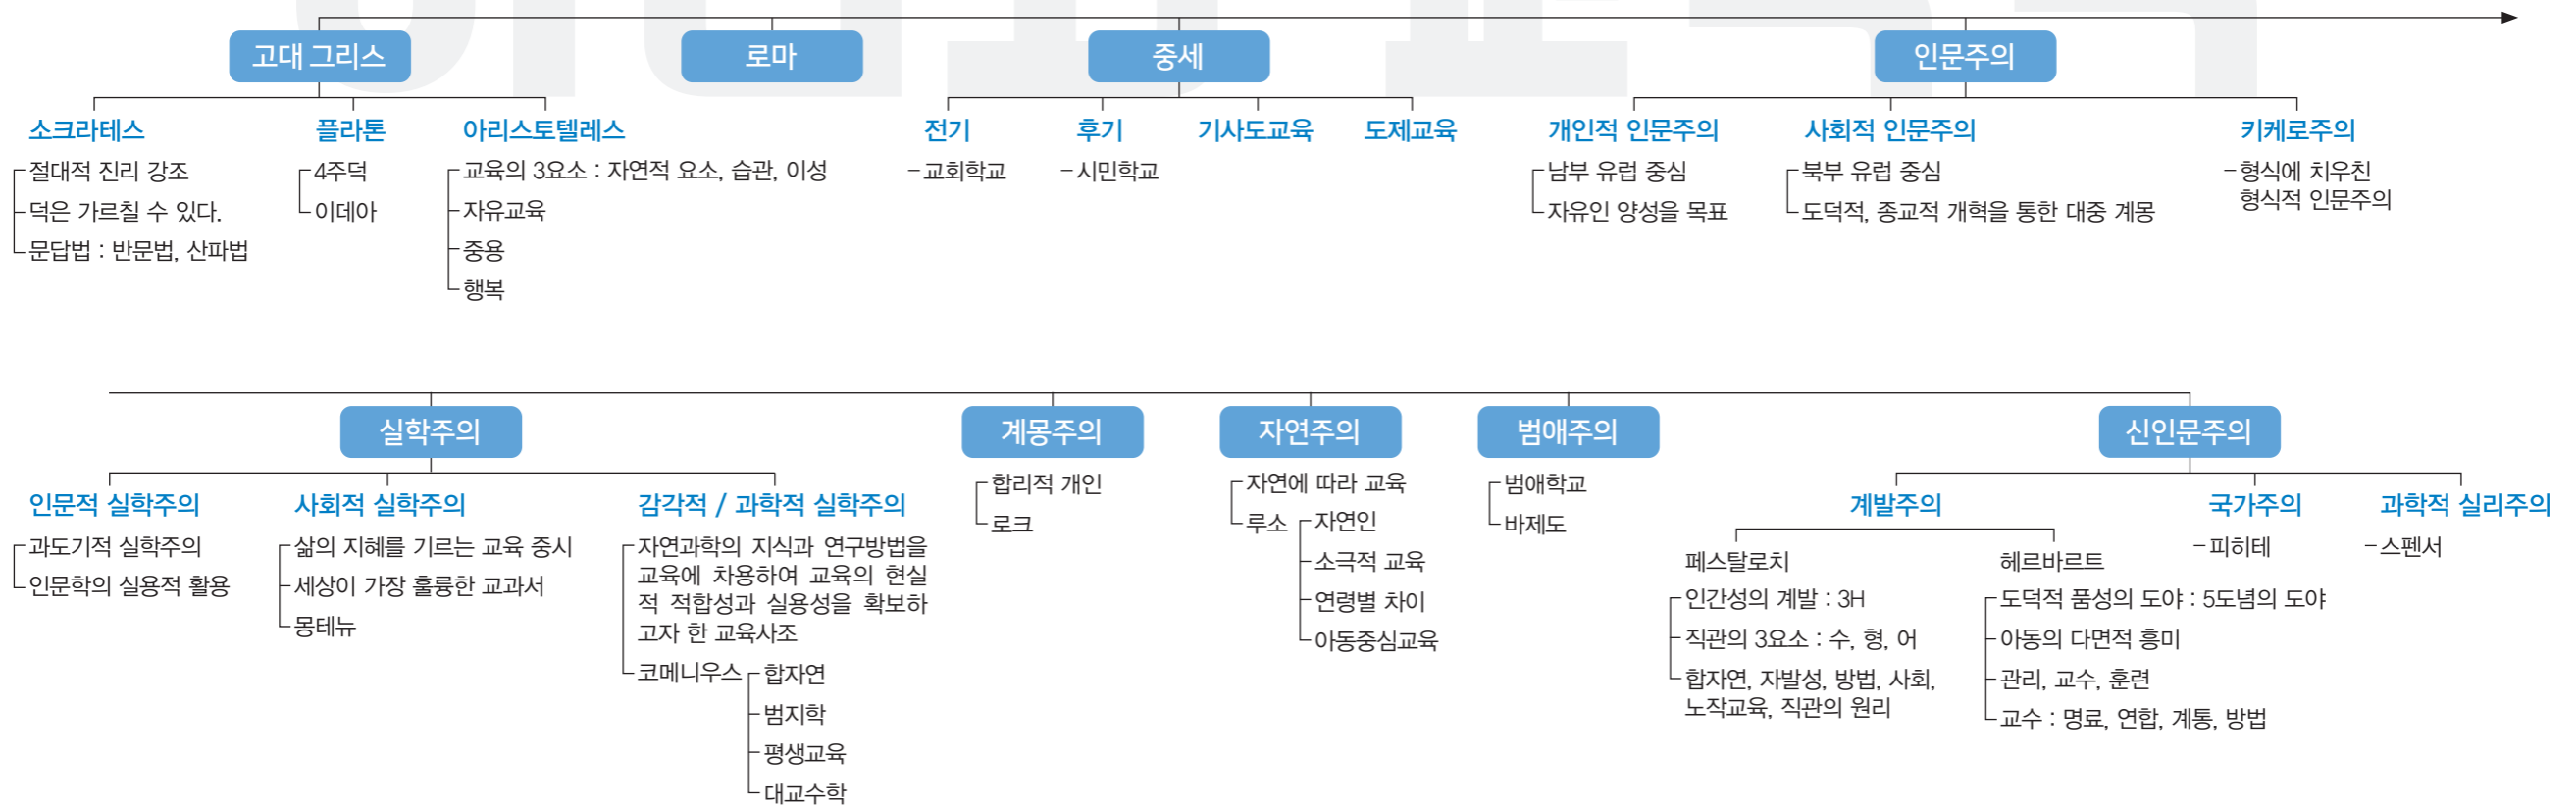 고대 그리스
로마
중세
인문주의
소크라테스
절대적 진리 강조
덕은 가르칠 수 있다.
문답법 : 반문법, 산파법
플라톤
4주덕
이데아
아리스토텔레스
교육의 3요소 : 자연적 요소, 습관, 이성
자유교육
중용
행복
전기
교회학교
후기
시민학교
기사도교육
도제교육
개인적 인문주의
남부 유럽 중심
자유인 양성을 목표
사회적 인문주의
북부 유럽 중심
도덕적, 종교적 개혁을 통한 대중 계몽
키케로주의
형식에 치우친
형식적 인문주의
실학주의
계몽주의
자연주의
범애주의
신인문주의
인문적 실학주의
과도기적 실학주의
인문학의 실용적 활용
사회적 실학주의
삶의 지혜를 기르는 교육 중시
세상이 가장 훌륭한 교과서
몽테뉴
감각적 / 과학적 실학주의
자연과학의 지식과 연구방법을
교육에 차용하여 교육의 현실
적 적합성과 실용성을 확보하
고자 한 교육사조
코메니우스
합자연
범지학
평생교육
대교수학
합리적 개인
로크
자연에 따라 교육
루소
자연인
소극적 교육
연령별 차이
아동중심교육
범애학교
바제도
계발주의
페스탈로치
인간성의 계발 : 3H
직관의 3요소 : 수, 형, 어
합자연, 자발성, 방법, 사회,
노작교육, 직관의 원리
헤르바르트
도덕적 품성의 도야 : 5도념의 도야
아동의 다면적 흥미
관리, 교수, 훈련
교수 : 명료, 연합, 계통, 방법
국가주의
피히테
과학적 실리주의
스펜서